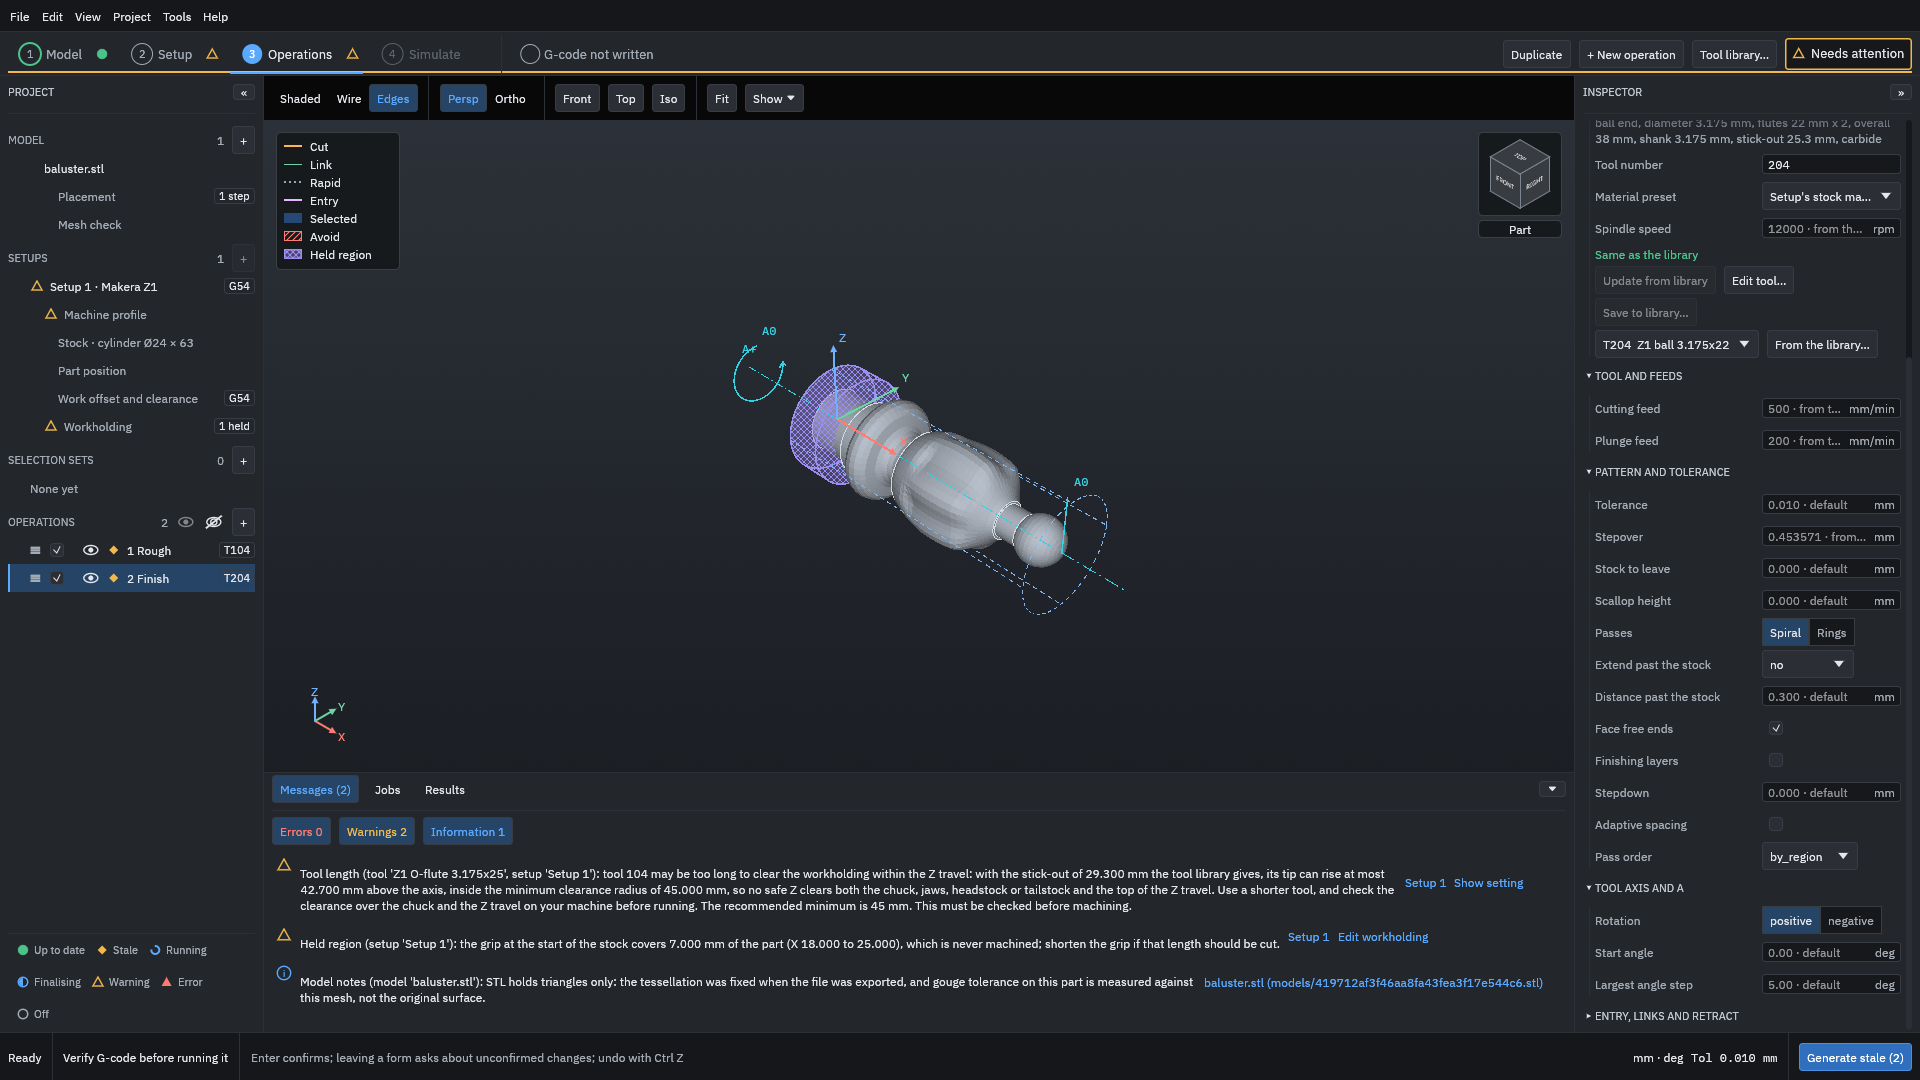 File Edit View Project Tools Help
1 Model 2 Setup 3 Operations 4 Simulate G-code not written Duplicate + New operation Tool library... Needs attention
PROJECT «
MODEL 1 +
baluster.stl
Placement 1 step
Mesh check
SETUPS 1 +
Setup 1 · Makera Z1 G54
Machine profile
Stock · cylinder Ø24 × 63
Part position
Work offset and clearance G54
Workholding 1 held
SELECTION SETS 0 +
None yet
OPERATIONS 2 +
1 Rough T104
2 Finish T204
Up to date Stale Running
Finalising Warning Error
Off
Shaded Wire Edges Persp Ortho Front Top Iso Fit Show
Cut
Link
Rapid
Entry
Selected
Avoid
Held region
TOP
FRONT RIGHT
Part
A0
A+
Z
Y
X
A0
Z
Y
X
Messages (2) Jobs Results
Errors 0 Warnings 2 Information 1
Tool length (tool 'Z1 O-flute 3.175x25', setup 'Setup 1'): tool 104 may be too long to clear the workholding within the Z travel: with the stick-out of 29.300 mm the tool library gives, its tip can rise at most
42.700 mm above the axis, inside the minimum clearance radius of 45.000 mm, so no safe Z clears both the chuck, jaws, headstock or tailstock and the top of the Z travel. Use a shorter tool, and check the
clearance over the chuck and the Z travel on your machine before running. The recommended minimum is 45 mm. This must be checked before machining.
Setup 1 Show setting
Held region (setup 'Setup 1'): the grip at the start of the stock covers 7.000 mm of the part (X 18.000 to 25.000), which is never machined; shorten the grip if that length should be cut. Setup 1 Edit workholding
Model notes (model 'baluster.stl'): STL holds triangles only: the tessellation was fixed when the file was exported, and gouge tolerance on this part is measured against
this mesh, not the original surface.
baluster.stl (models/419712af3f46aa8fa43fea3f17e544c6.stl)
INSPECTOR »
ball end, diameter 3.175 mm, flutes 22 mm x 2, overall
38 mm, shank 3.175 mm, stick-out 25.3 mm, carbide
Tool number 204
Material preset Setup's stock ma...
Spindle speed 12000 · from th... rpm
Same as the library
Update from library Edit tool...
Save to library...
T204 Z1 ball 3.175x22 From the library...
TOOL AND FEEDS
Cutting feed 500 · from t... mm/min
Plunge feed 200 · from t... mm/min
PATTERN AND TOLERANCE
Tolerance 0.010 · default mm
Stepover 0.453571 · from... mm
Stock to leave 0.000 · default mm
Scallop height 0.000 · default mm
Passes Spiral Rings
Extend past the stock no
Distance past the stock 0.300 · default mm
Face free ends
Finishing layers
Stepdown 0.000 · default mm
Adaptive spacing
Pass order by_region
TOOL AXIS AND A
Rotation positive negative
Start angle 0.00 · default deg
Largest angle step 5.00 · default deg
ENTRY, LINKS AND RETRACT
Ready Verify G-code before running it Enter confirms; leaving a form asks about unconfirmed changes; undo with Ctrl Z mm · deg Tol 0.010 mm Generate stale (2)